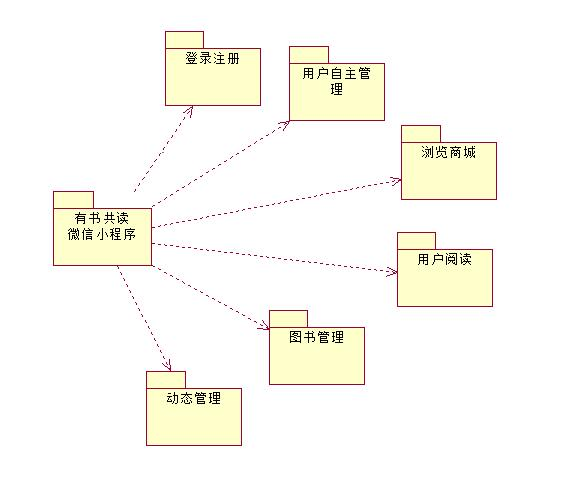 登录注册
用户自主管
理
浏览商城
有书共读
微信小程序
用户阅读
图书管理
动态管理